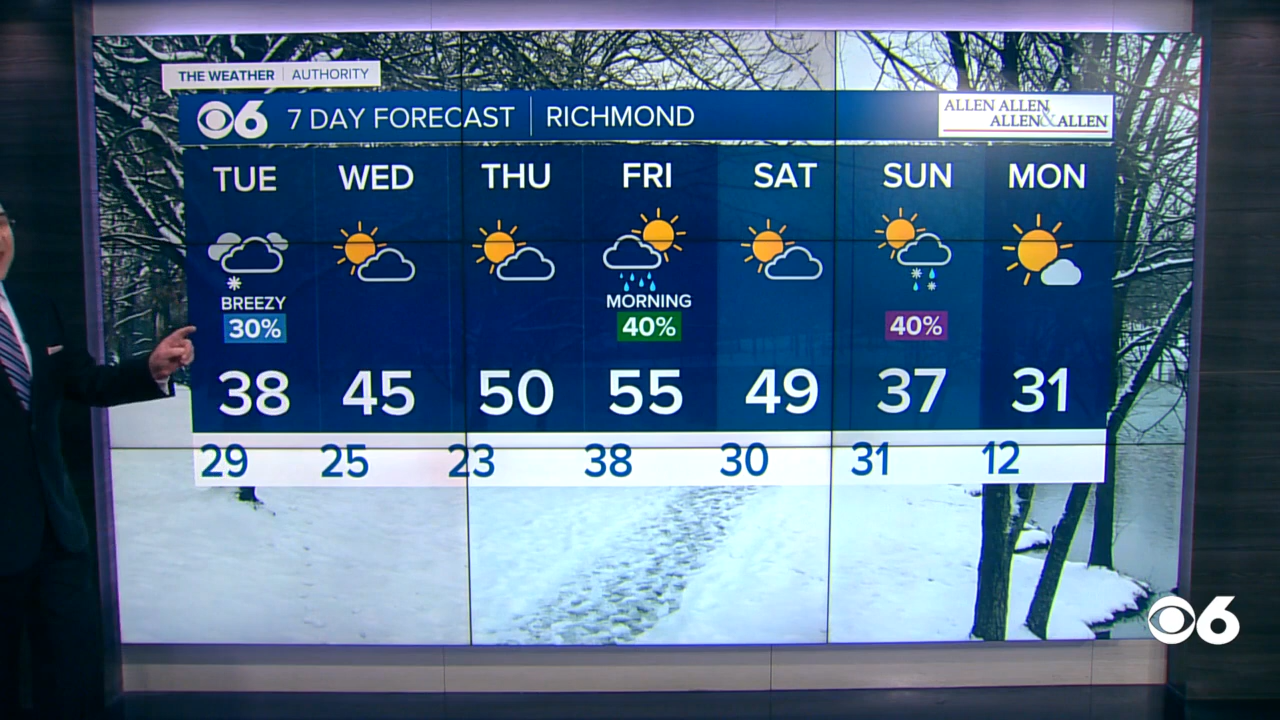 THE WEATHER | AUTHORITY
6 7 DAY FORECAST | RICHMOND
ALLEN ALLEN
ALLEN & ALLEN
TUE WED THU FRI SAT SUN MON
BREEZY MORNING
30% 40% 40%
38 45 50 55 49 37 31
29 25 23 38 30 31 12
6